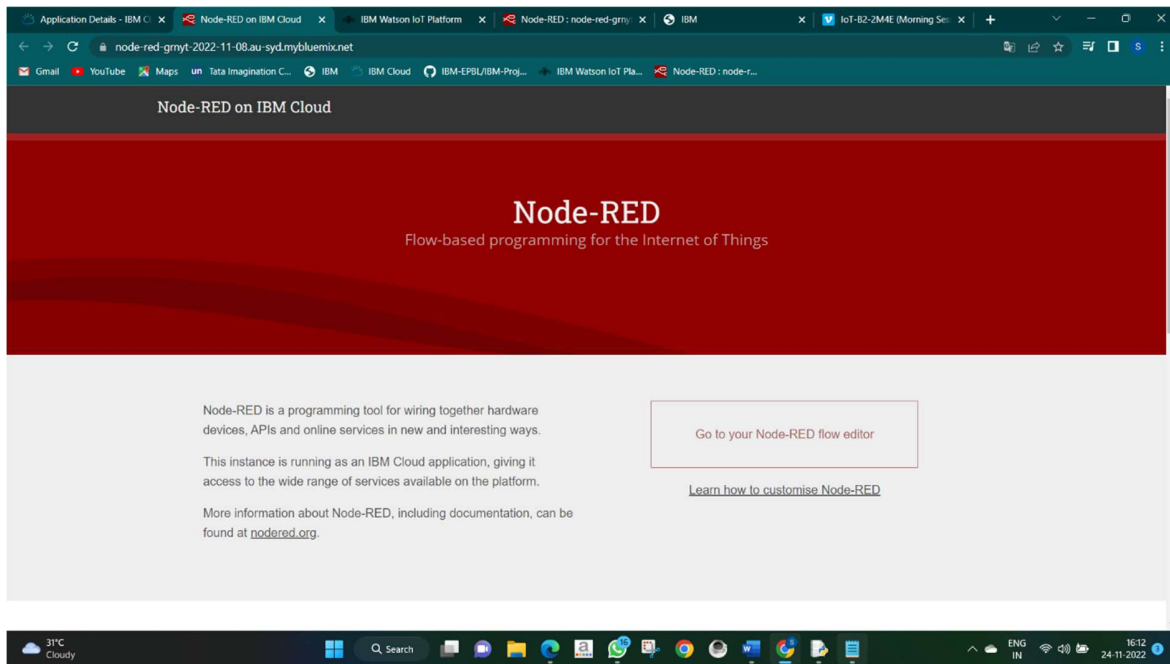 Application Details - IBM C
Node-RED on IBM Cloud
IBM Watson IoT Platform
Node-RED : node-red-grny
IBM
IoT-B2-2M4E (Morning Ses
node-red-grnyt-2022-11-08.au-syd.mybluemix.net
S
Gmail
YouTube
Maps
un Tata Imagination C...
IBM
IBM Cloud
IBM-EPBL/IBM-Proj...
IBM Watson IoT Pla...
Node-RED : node-r...
Node-RED on IBM Cloud
Node-RED
Flow-based programming for the Internet of Things
Node-RED is a programming tool for wiring together hardware
devices, APIs and online services in new and interesting ways.
This instance is running as an IBM Cloud application, giving it
access to the wide range of services available on the platform.
More information about Node-RED, including documentation, can be
found at nodered.org.
Go to your Node-RED flow editor
Learn how to customise Node-RED
31°C
Cloudy
Search
16
ENG
IN
16:12
24-11-2022
3